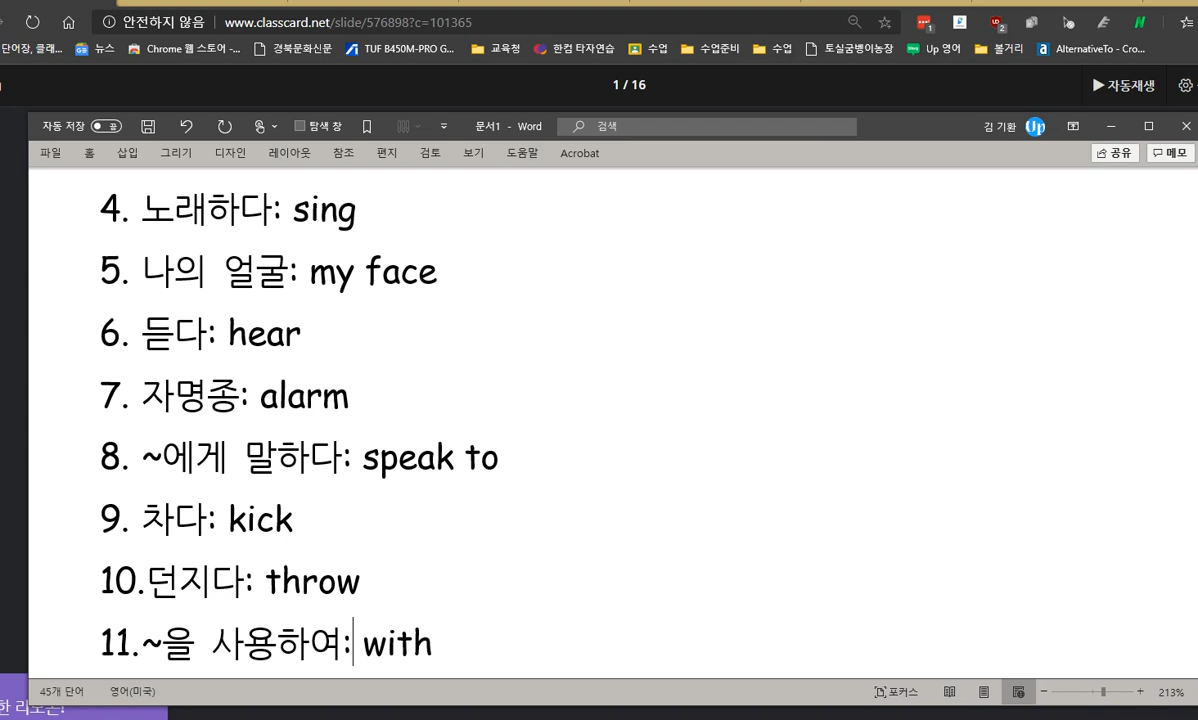 안전하지 않음 www.classcard.net/slide/576898?c=101365
단어장, 클래... 뉴스 Chrome 웹 스토어 -... 경북문화신문 TUF B450M-PRO G... 교육청 한컴 타자연습 수업 수업준비 수업 토실굼벵이농장 Up 영어 볼거리 AlternativeTo - Cro...
1 / 16 자동재생
자동 저장 끔 탐색 창 문서1 - Word 검색 김 기환 Up
파일 홈 삽입 그리기 디자인 레이아웃 참조 편지 검토 보기 도움말 Acrobat 공유 메모
4. 노래하다: sing
5. 나의 얼굴: my face
6. 듣다: hear
7. 자명종: alarm
8. ~에게 말하다: speak to
9. 차다: kick
10.던지다: throw
11.~을 사용하여: with
45개 단어 영어(미국) 포커스 213%